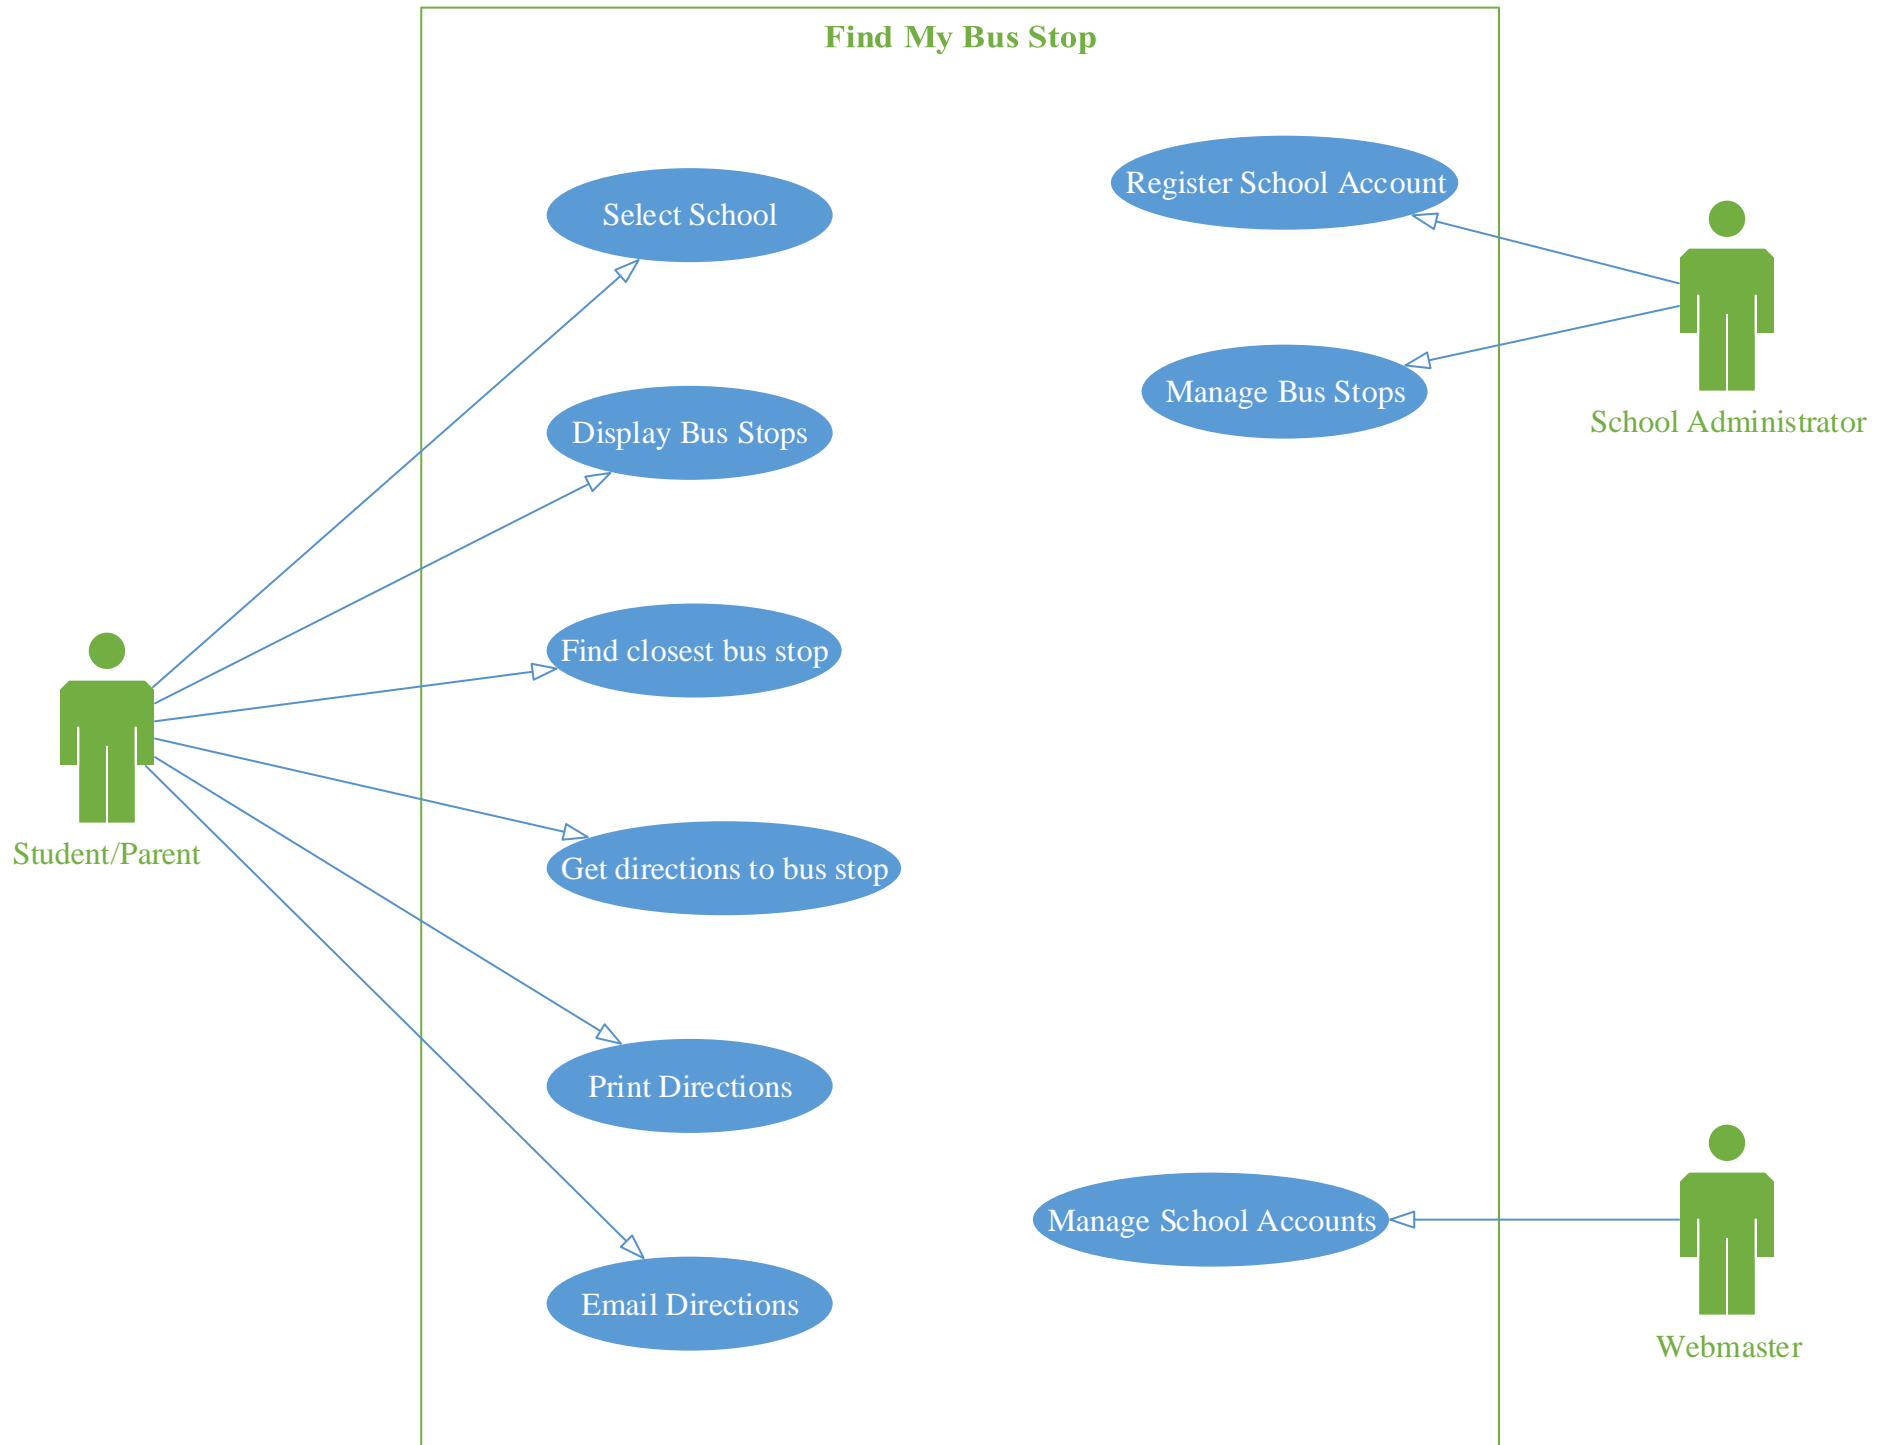 Find My Bus Stop
Select School
Register School Account
Display Bus Stops
Manage Bus Stops
School Administrator
Find closest bus stop
Student/Parent
Get directions to bus stop
Print Directions
Manage School Accounts
Email Directions
Webmaster